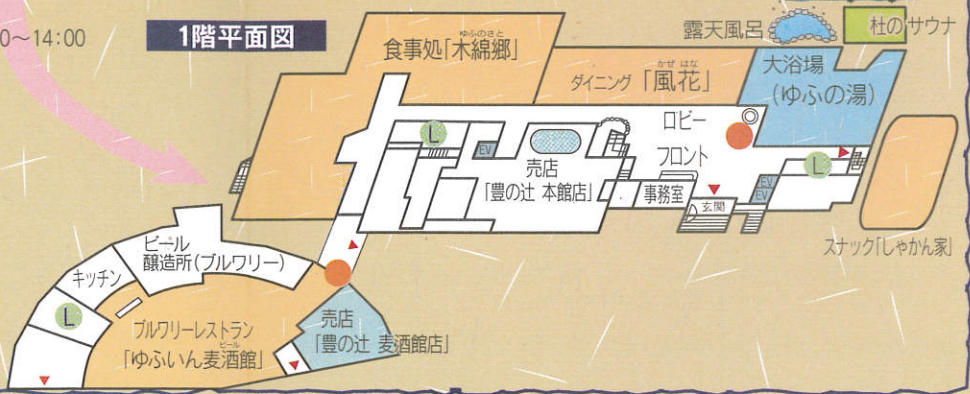 0〜14:00
1階平面図
露天風呂
杜のサウナ
ゆふのさと
食事処「木綿郷」
かぜ はな
ダイニング「風花」
大浴場
(ゆふの湯)
ロビー
フロント
L
EV
売店
「豊の辻 本館店」
事務室
玄関
EV
EV
L
スナック「しゃかん家」
ビール
醸造所(ブルワリー)
キッチン
L
ブルワリーレストラン
ビール
「ゆふいん麦酒館」
売店
「豊の辻 麦酒館店」